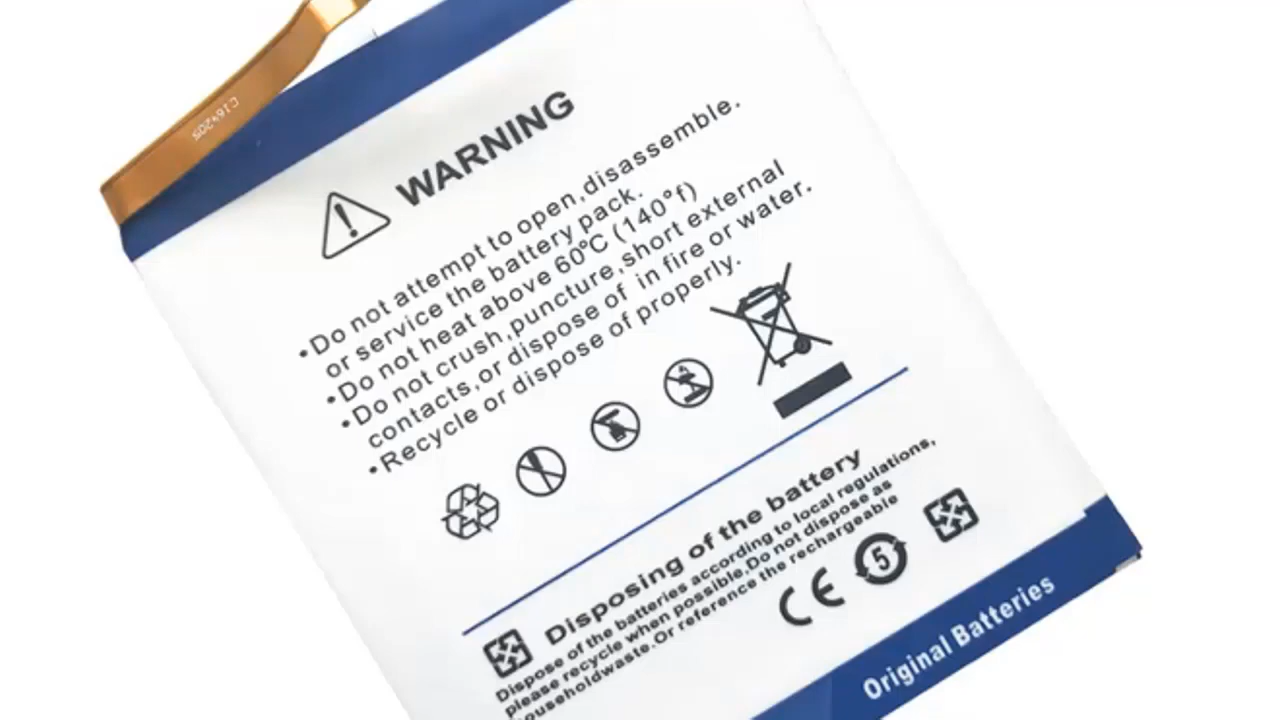 C164205
WARNING
•Do not attempt to open,disassemble.
or service the battery pack.
•Do not heat above 60°C (140°f)
•Do not crush,puncture,short external
contacts,or dispose of in fire or water.
•Recycle or dispose of properly.
Disposing of the battery
Dispose of the batteries according to local regulations,
please recycle when possible,Do not dispose as
householdwaste.Or reference the rechargeable
CE
5
Original Batteries